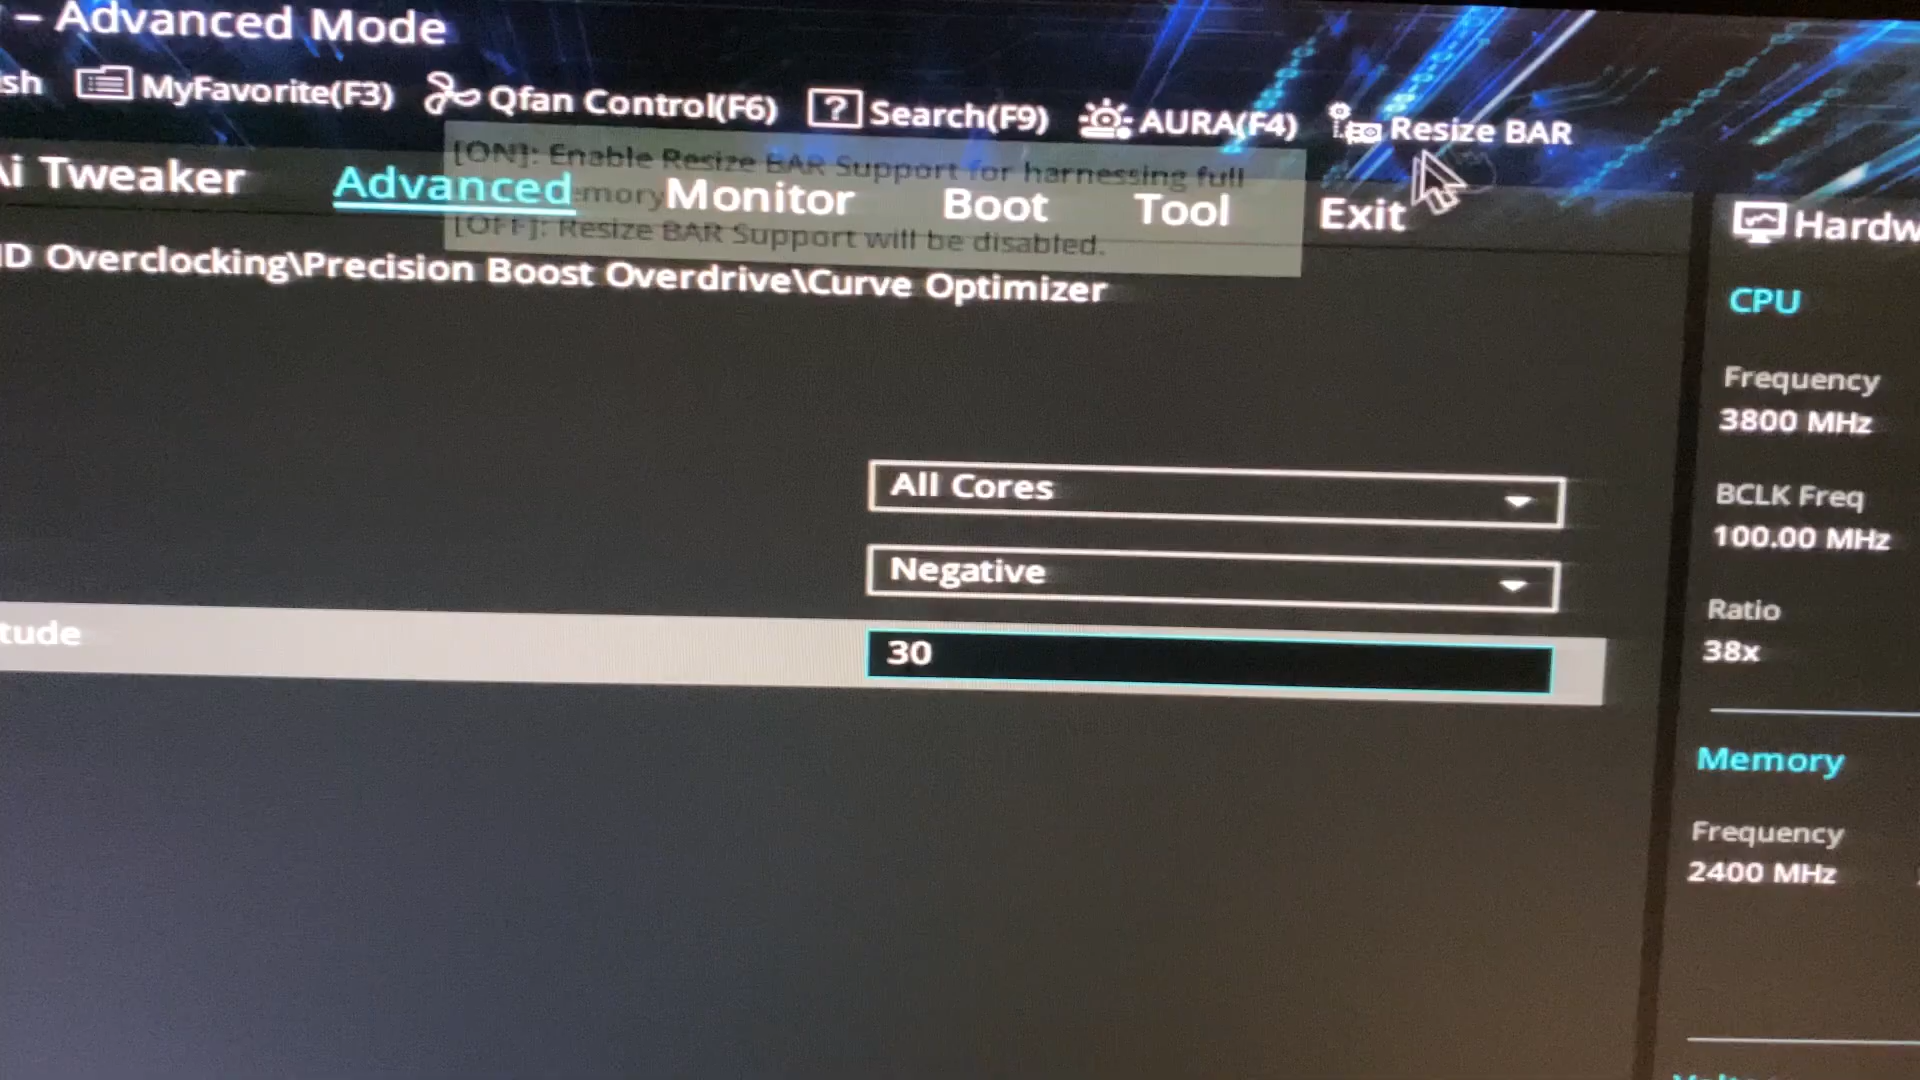 – Advanced Mode
sh MyFavorite(F3) Qfan Control(F6) ? Search(F9) AURA(F4) Resize BAR
[ON]: Enable Resize BAR Support for harnessing full
emory
[OFF]: Resize BAR Support will be disabled.
Ai Tweaker Advanced Monitor Boot Tool Exit
D Overclocking\Precision Boost Overdrive\Curve Optimizer
All Cores
Negative
tude 30
Hardw
CPU
Frequency
3800 MHz
BCLK Freq
100.00 MHz
Ratio
38x
Memory
Frequency
2400 MHz